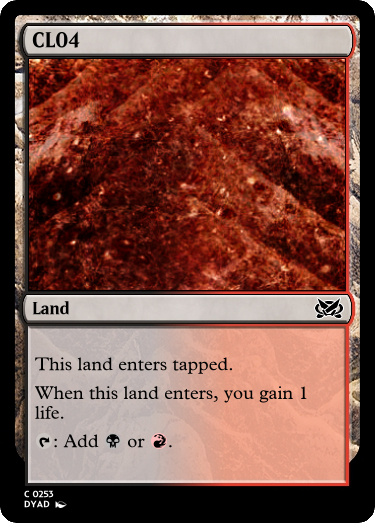 CL04
Land
This land enters tapped.
When this land enters, you gain 1
life.
: Add or .
C 0253
DYAD